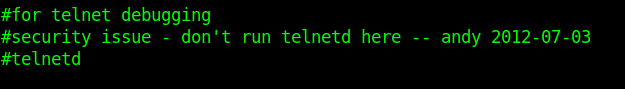 #for telnet debugging
#security issue - don't run telnetd here -- andy 2012-07-03
#telnetd